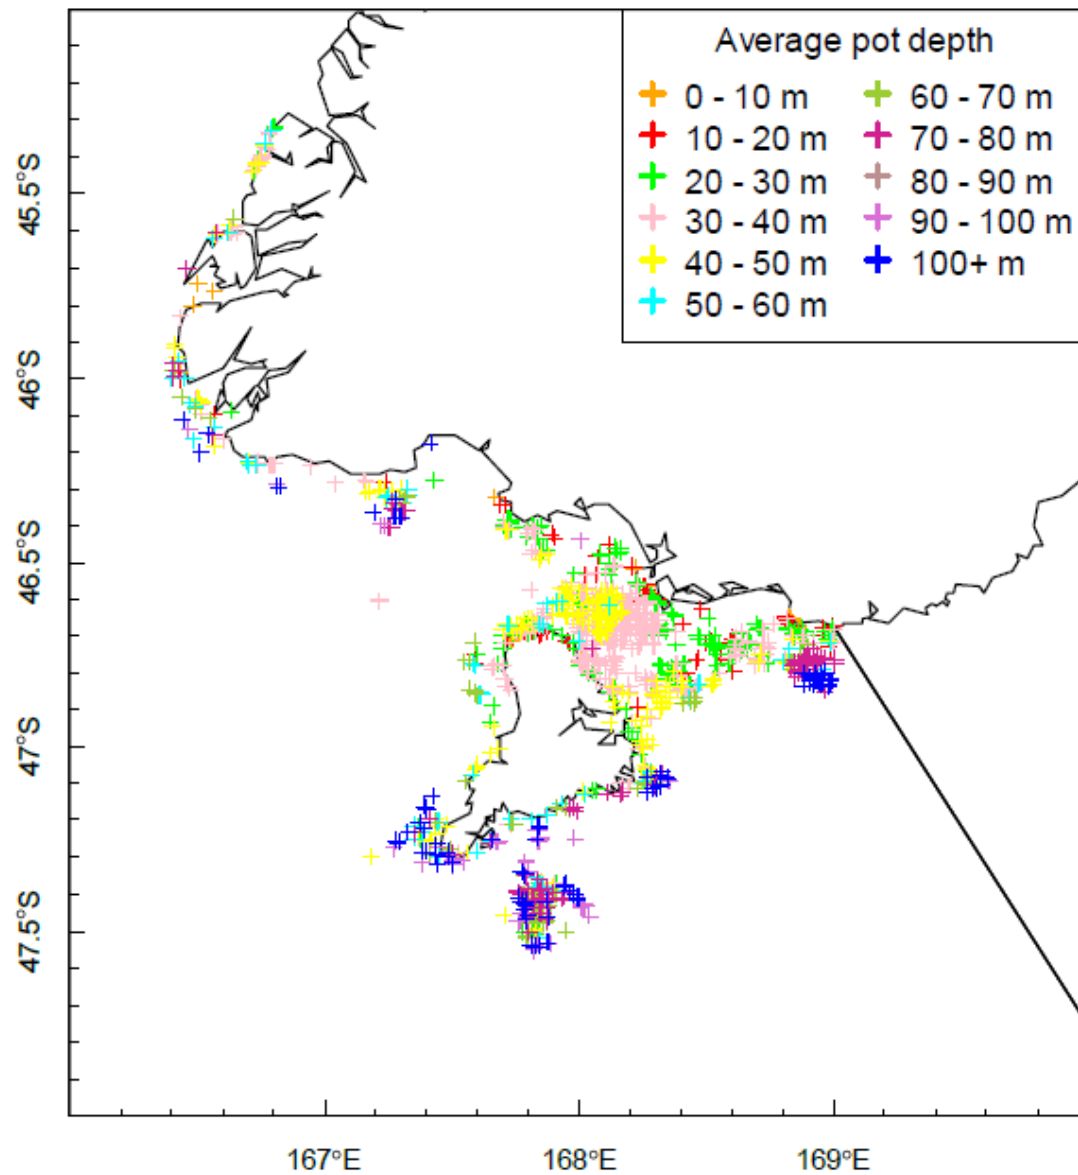 Average pot depth
0 - 10 m
10 - 20 m
20 - 30 m
30 - 40 m
40 - 50 m
50 - 60 m
60 - 70 m
70 - 80 m
80 - 90 m
90 - 100 m
100+ m
45.5°S
46°S
46.5°S
47°S
47.5°S
167°E
168°E
169°E